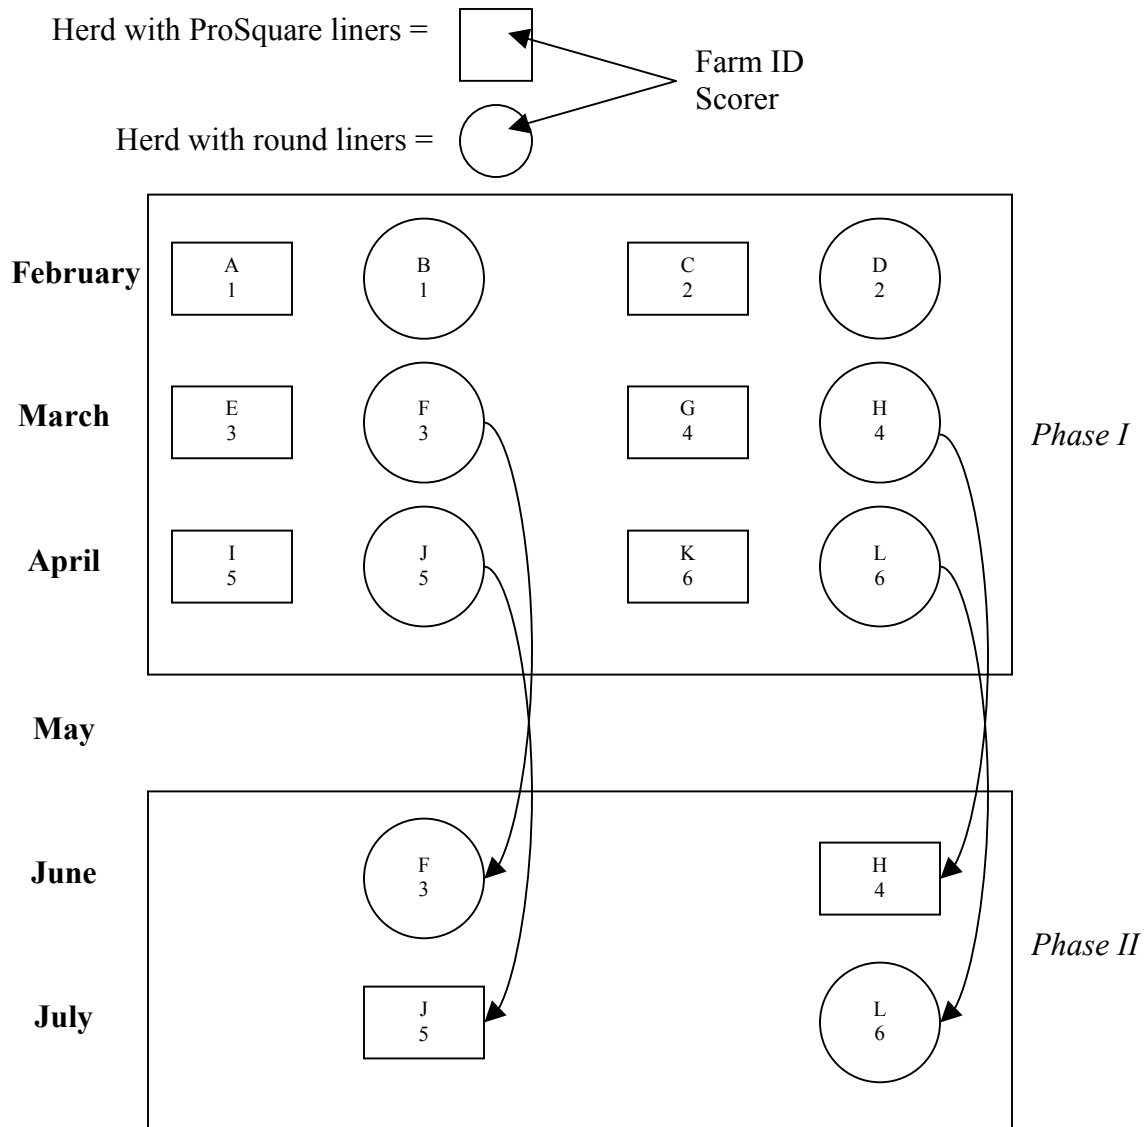 Herd with ProSquare liners =
Farm ID
Scorer
Herd with round liners =
February
A
1
B
1
C
2
D
2
March
E
3
F
3
G
4
H
4
Phase I
April
I
5
J
5
K
6
L
6
May
June
F
3
H
4
Phase II
July
J
5
L
6